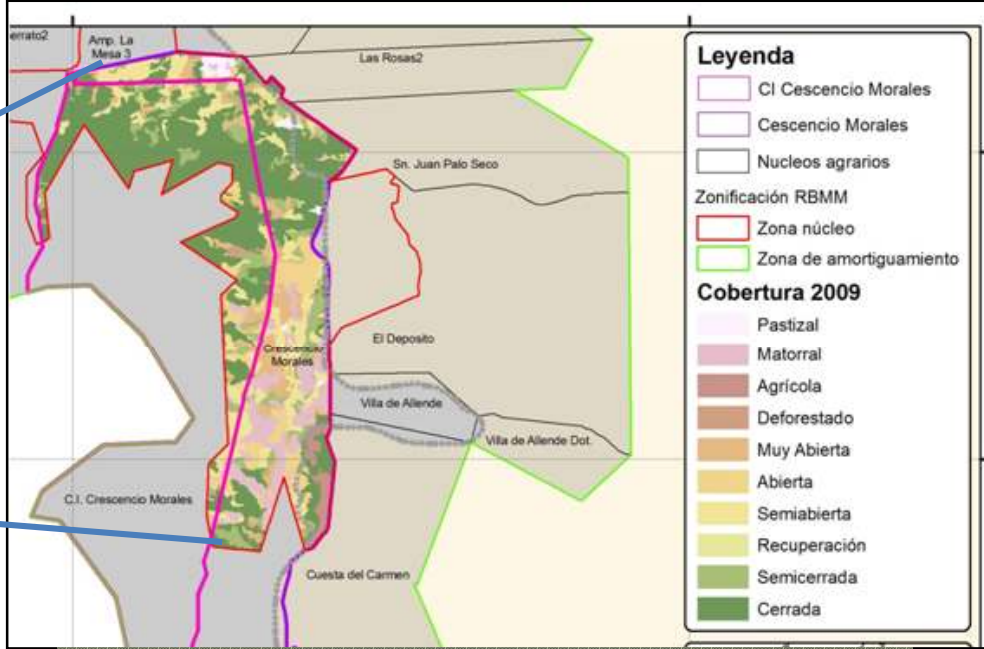 errato2
Amp. La
Mesa 3
Las Rosas2
Sn. Juan Palo Seco
El Deposito
Crescencio
Morales
Villa de Allende
Villa de Allende Dot.
C.I. Crescencio Morales
Cuesta del Carmen
Leyenda
CI Cescencio Morales
Cescencio Morales
Nucleos agrarios
Zonificación RBMM
Zona núcleo
Zona de amortiguamiento
Cobertura 2009
Pastizal
Matorral
Agrícola
Deforestado
Muy Abierta
Abierta
Semiabierta
Recuperación
Semicerrada
Cerrada